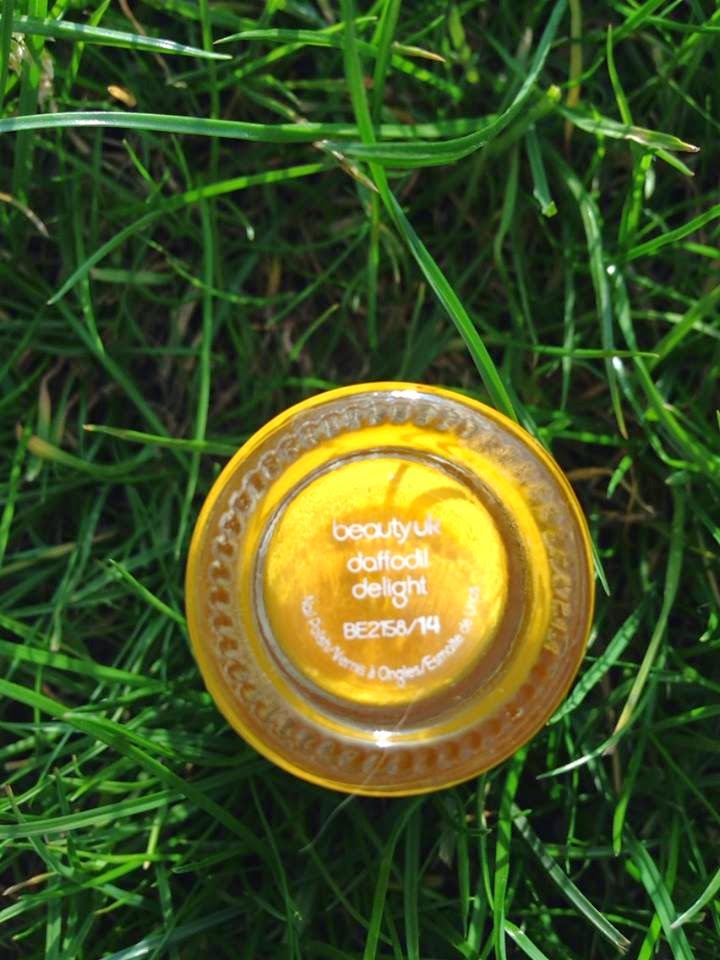 beauty uk
daffodil
delight
BE2158/14
Nail Polish/Vernis à Ongles/Esmalte de Uñas